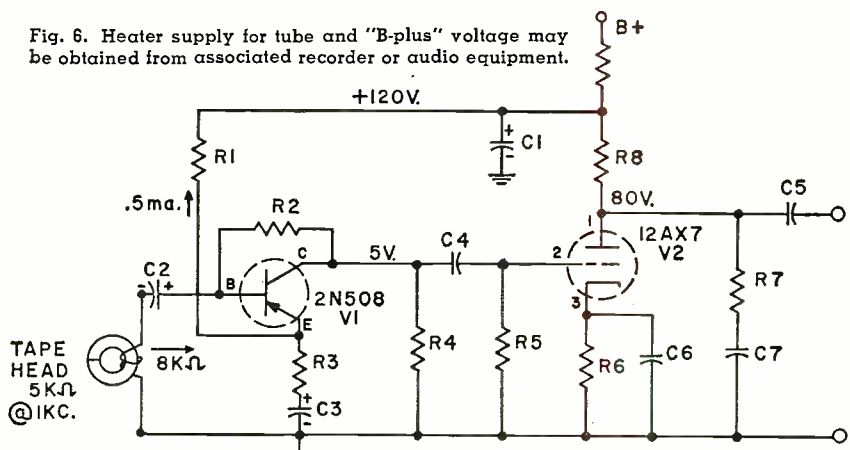 Fig. 6. Heater supply for tube and "B-plus" voltage may
be obtained from associated recorder or audio equipment.
B+
+120V.
R1
+
-
C1
R8
.5ma.
R2
80V.
C5
C
5V.
C4
1
12AX7
V2
2
C2
- +
B
2N508
V1
E
3
R7
TAPE
HEAD
5KΩ
@1KC.
8KΩ
R3
R4
R5
R6
C6
C7
+
-
C3